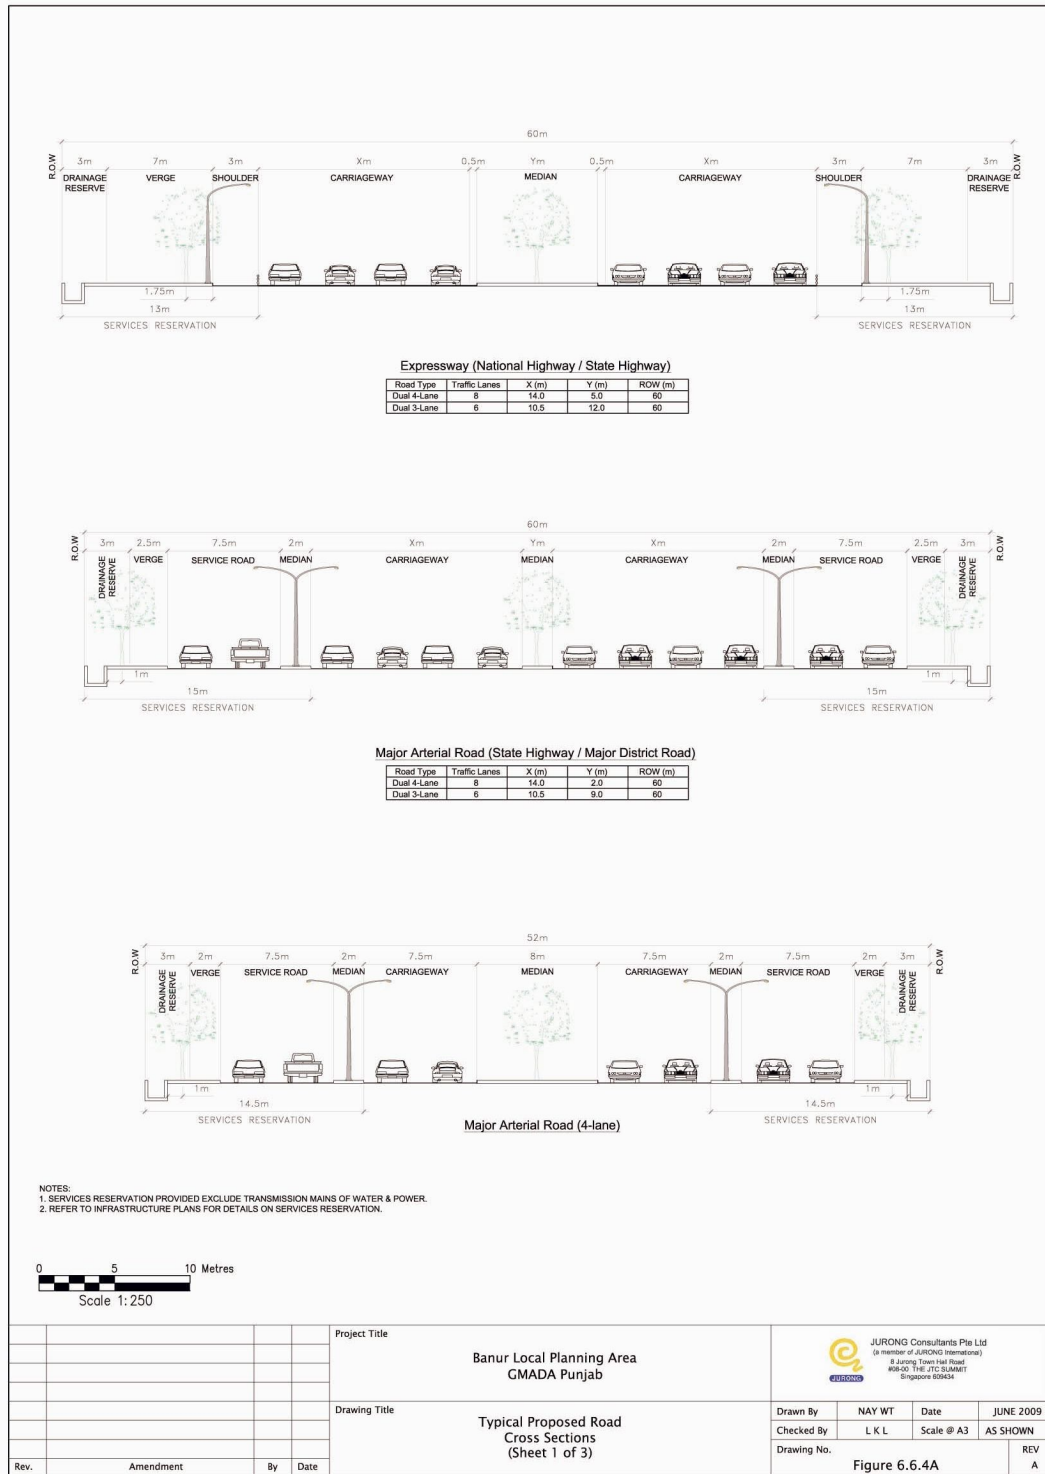 60m
R.O.W 3m 7m 3m Xm 0.5m Ym 0.5m Xm 3m 7m 3m R.O.W
DRAINAGE RESERVE VERGE SHOULDER CARRIAGEWAY MEDIAN CARRIAGEWAY SHOULDER VERGE DRAINAGE RESERVE
1.75m 1.75m
13m 13m
SERVICES RESERVATION SERVICES RESERVATION
Expressway (National Highway / State Highway)
Road Type Traffic Lanes X (m) Y (m) ROW (m)
Dual 4-Lane 8 14.0 5.0 60
Dual 3-Lane 6 10.5 12.0 60
60m
R.O.W 3m 2.5m 7.5m 2m Xm Ym Xm 2m 7.5m 2.5m 3m R.O.W
DRAINAGE RESERVE VERGE SERVICE ROAD MEDIAN CARRIAGEWAY MEDIAN CARRIAGEWAY MEDIAN SERVICE ROAD VERGE DRAINAGE RESERVE
1m 1m
15m 15m
SERVICES RESERVATION SERVICES RESERVATION
Major Arterial Road (State Highway / Major District Road)
Road Type Traffic Lanes X (m) Y (m) ROW (m)
Dual 4-Lane 8 14.0 2.0 60
Dual 3-Lane 6 10.5 9.0 60
52m
R.O.W 3m 2m 7.5m 2m 7.5m 8m 7.5m 2m 7.5m 2m 3m R.O.W
DRAINAGE RESERVE VERGE SERVICE ROAD MEDIAN CARRIAGEWAY MEDIAN CARRIAGEWAY MEDIAN SERVICE ROAD VERGE DRAINAGE RESERVE
1m 1m
14.5m 14.5m
SERVICES RESERVATION SERVICES RESERVATION
Major Arterial Road (4-lane)
NOTES:
1. SERVICES RESERVATION PROVIDED EXCLUDE TRANSMISSION MAINS OF WATER & POWER.
2. REFER TO INFRASTRUCTURE PLANS FOR DETAILS ON SERVICES RESERVATION.
0 5 10 Metres
Scale 1:250
Project Title
Banur Local Planning Area
GMADA Punjab
JURONG
JURONG Consultants Pte Ltd
(a member of JURONG International)
8 Jurong Town Hall Road
#08-00 THE JTC SUMMIT
Singapore 609434
Drawing Title
Typical Proposed Road
Cross Sections
(Sheet 1 of 3)
Drawn By NAY WT Date JUNE 2009
Checked By L K L Scale @ A3 AS SHOWN
Drawing No. REV
Figure 6.6.4A A
Rev. Amendment By Date